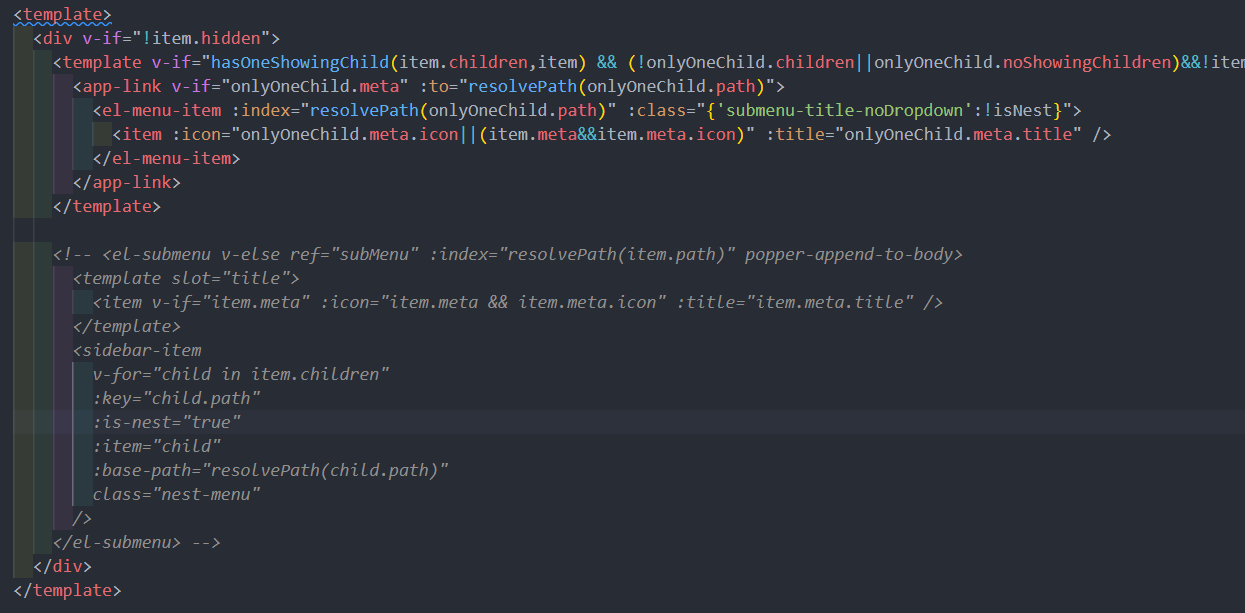 <template>
<div v-if="!item.hidden">
<template v-if="hasOneShowingChild(item.children,item) && (!onlyOneChild.children||onlyOneChild.noShowingChildren)&&!item
<app-link v-if="onlyOneChild.meta" :to="resolvePath(onlyOneChild.path)">
<el-menu-item :index="resolvePath(onlyOneChild.path)" :class="{'submenu-title-noDropdown':!isNest}">
<item :icon="onlyOneChild.meta.icon||(item.meta&&item.meta.icon)" :title="onlyOneChild.meta.title" />
</el-menu-item>
</app-link>
</template>
<!-- <el-submenu v-else ref="subMenu" :index="resolvePath(item.path)" popper-append-to-body>
<template slot="title">
<item v-if="item.meta" :icon="item.meta && item.meta.icon" :title="item.meta.title" />
</template>
<sidebar-item
v-for="child in item.children"
:key="child.path"
:is-nest="true"
:item="child"
:base-path="resolvePath(child.path)"
class="nest-menu"
/>
</el-submenu> -->
</div>
</template>